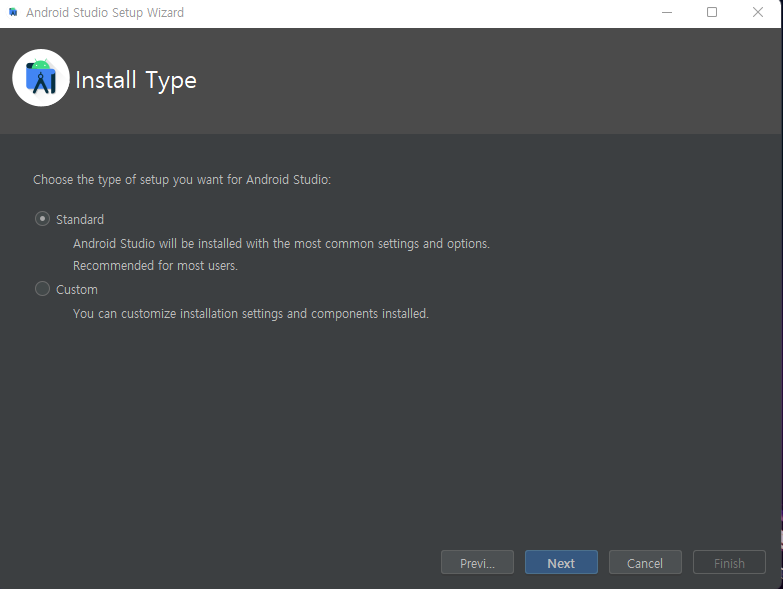 Android Studio Setup Wizard
Install Type
Choose the type of setup you want for Android Studio:
Standard
Android Studio will be installed with the most common settings and options.
Recommended for most users.
Custom
You can customize installation settings and components installed.
Previ... Next Cancel Finish